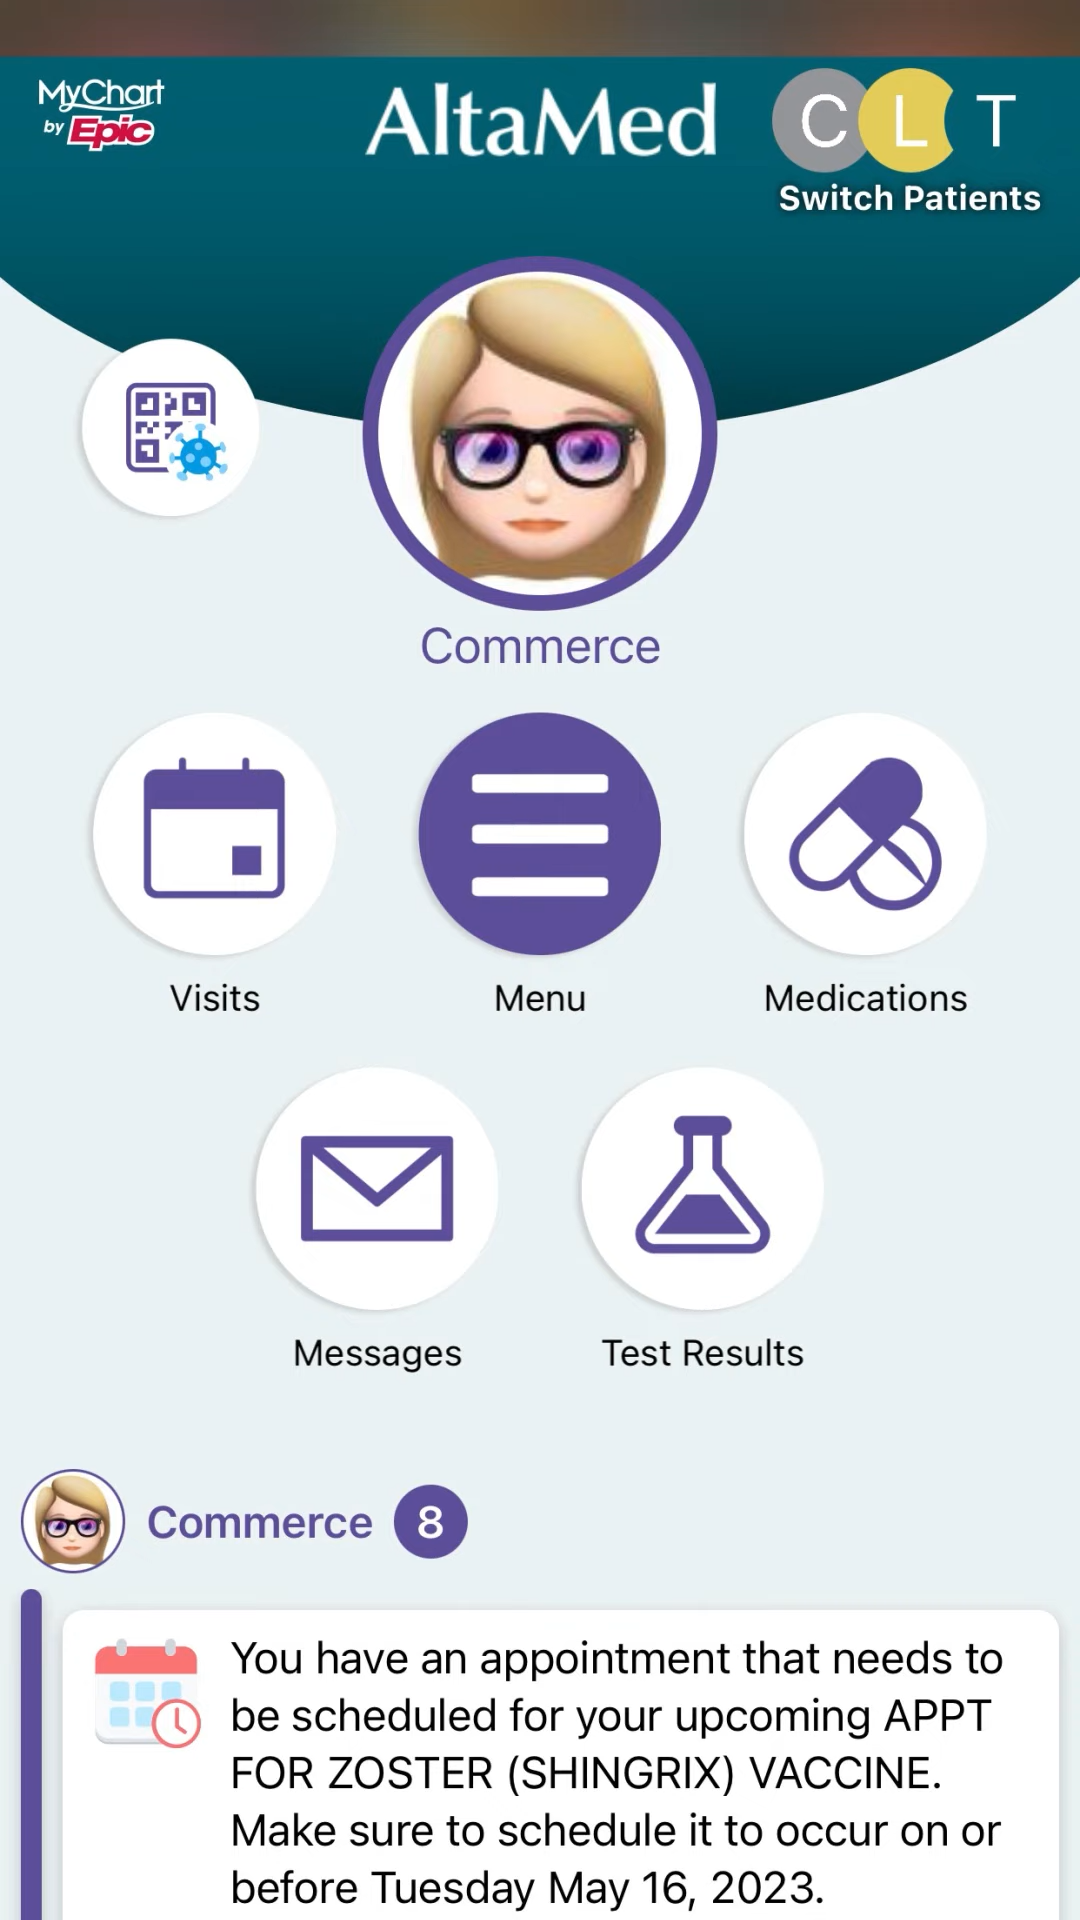 MyChart
by Epic
AltaMed
C L T
Switch Patients
Commerce
Visits
Menu
Medications
Messages
Test Results
Commerce 8
You have an appointment that needs to
be scheduled for your upcoming APPT
FOR ZOSTER (SHINGRIX) VACCINE.
Make sure to schedule it to occur on or
before Tuesday May 16, 2023.